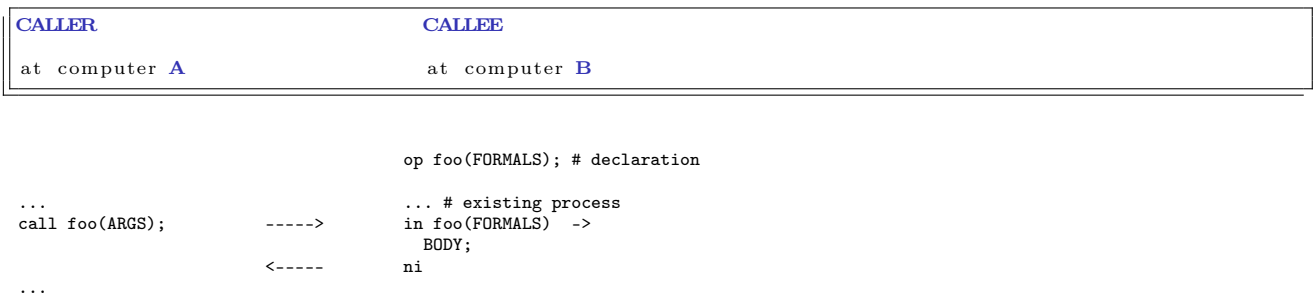 CALLER CALLEE
at computer A at computer B
op foo(FORMALS); # declaration
... ... # existing process
call foo(ARGS); -----> in foo(FORMALS) ->
BODY;
<----- ni
...